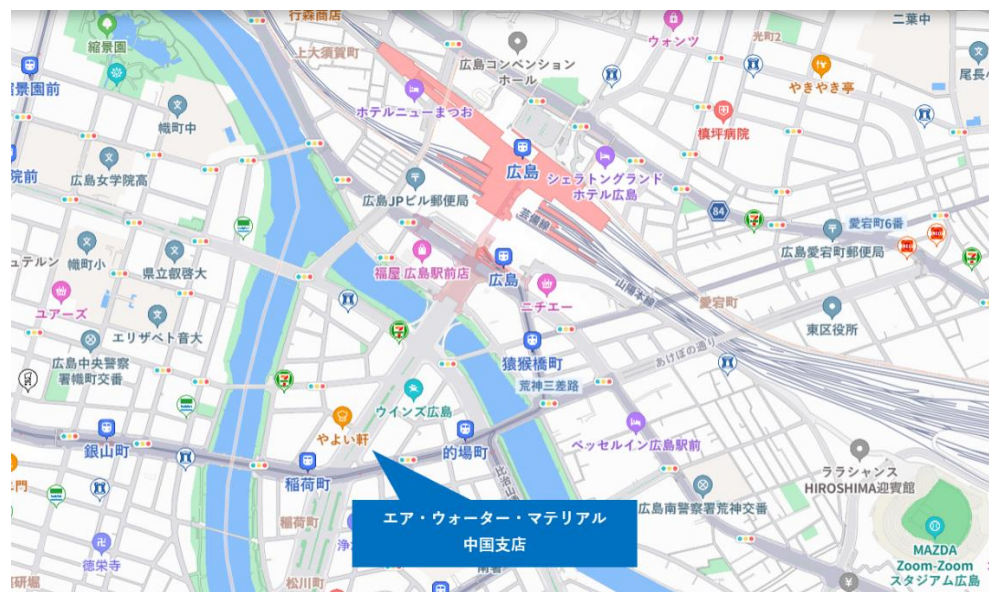 行森商店
二葉中
縮景園
上大須賀町
広島コンベンション
ホール
ウォンツ
光町2
やきやき亭
景園前
ホテルニューまつお
幟町中
槙坪病院
広島
院前
広島女学院高
広島JPビル郵便局
シェラトングランド
ホテル広島
84
芸備線
愛宕町6番
広島愛宕町郵便局
幟町小
県立叡啓大
福屋 広島駅前店
広島
ニチエー
山陽本線
愛宕町
ユアーズ
エリザベト音大
東区役所
広島中央警察
署幟町交番
猿猴橋町
あけぼの通り
荒神三差路
ウインズ広島
やよい軒
銀山町
的場町
ベッセルイン広島駅前
稲荷町
ララシャンス
HIROSHIMA迎賓館
比治山
エア・ウォーター・マテリアル
中国支店
広島南警察署荒神交番
稲荷町
徳栄寺
松川町
MAZDA
Zoom-Zoom
スタジアム広島